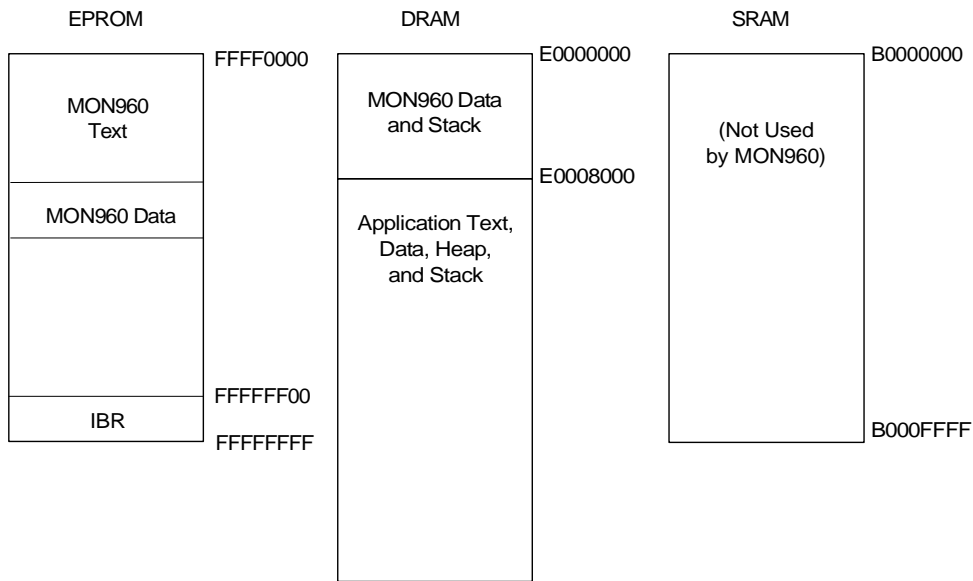 EPROM
DRAM
SRAM
FFFF0000
MON960
Text
MON960 Data
FFFFFF00
IBR
FFFFFFFF
E0000000
MON960 Data
and Stack
E0008000
Application Text,
Data, Heap,
and Stack
B0000000
(Not Used
by MON960)
B000FFFF